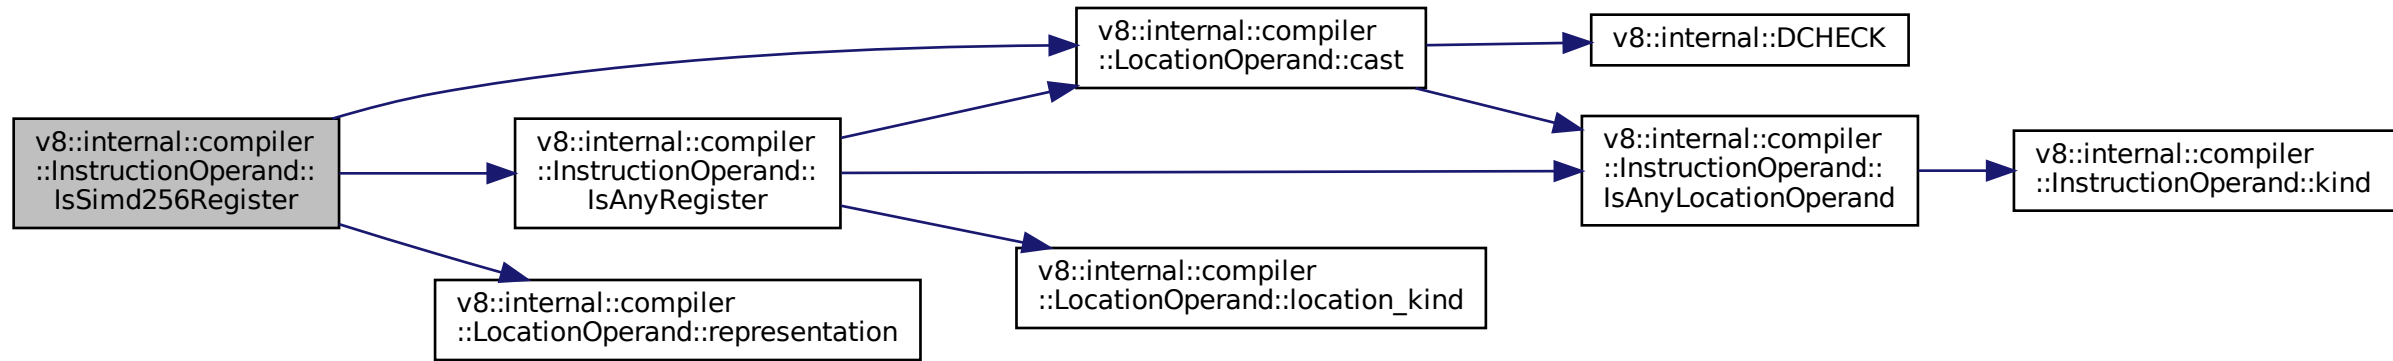 v8::internal::compiler
::InstructionOperand::
IsSimd256Register
v8::internal::compiler
::LocationOperand::cast
v8::internal::DCHECK
v8::internal::compiler
::InstructionOperand::
IsAnyLocationOperand
v8::internal::compiler
::InstructionOperand::kind
v8::internal::compiler
::InstructionOperand::
IsAnyRegister
v8::internal::compiler
::LocationOperand::location_kind
v8::internal::compiler
::LocationOperand::representation